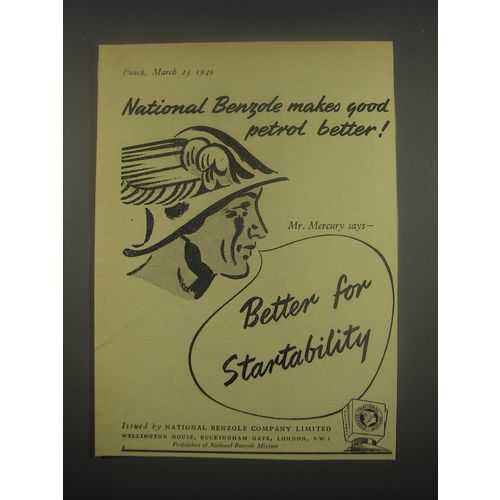 Punch, March 23 1949
National Benzole makes good
petrol better!
Mr. Mercury says—
Better for
Startability
Issued by NATIONAL BENZOLE COMPANY LIMITED
WELLINGTON HOUSE, BUCKINGHAM GATE, LONDON, S.W.1
Proprietors of National Benzole Mixture